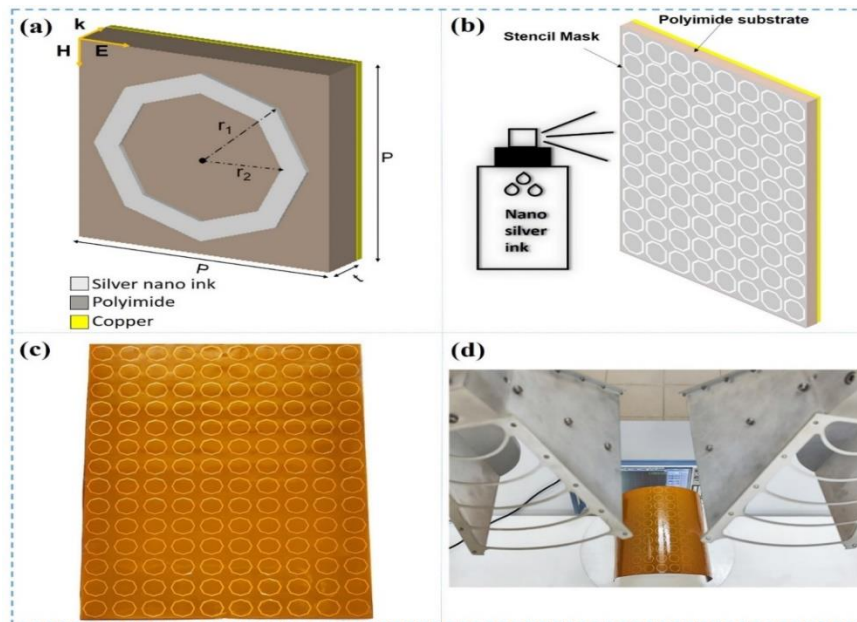 (a)
k
H
E
r1
r2
P
P
t
Silver nano ink
Polyimide
Copper
(b)
Polyimide substrate
Stencil Mask
Nano
silver
ink
(c)
(d)